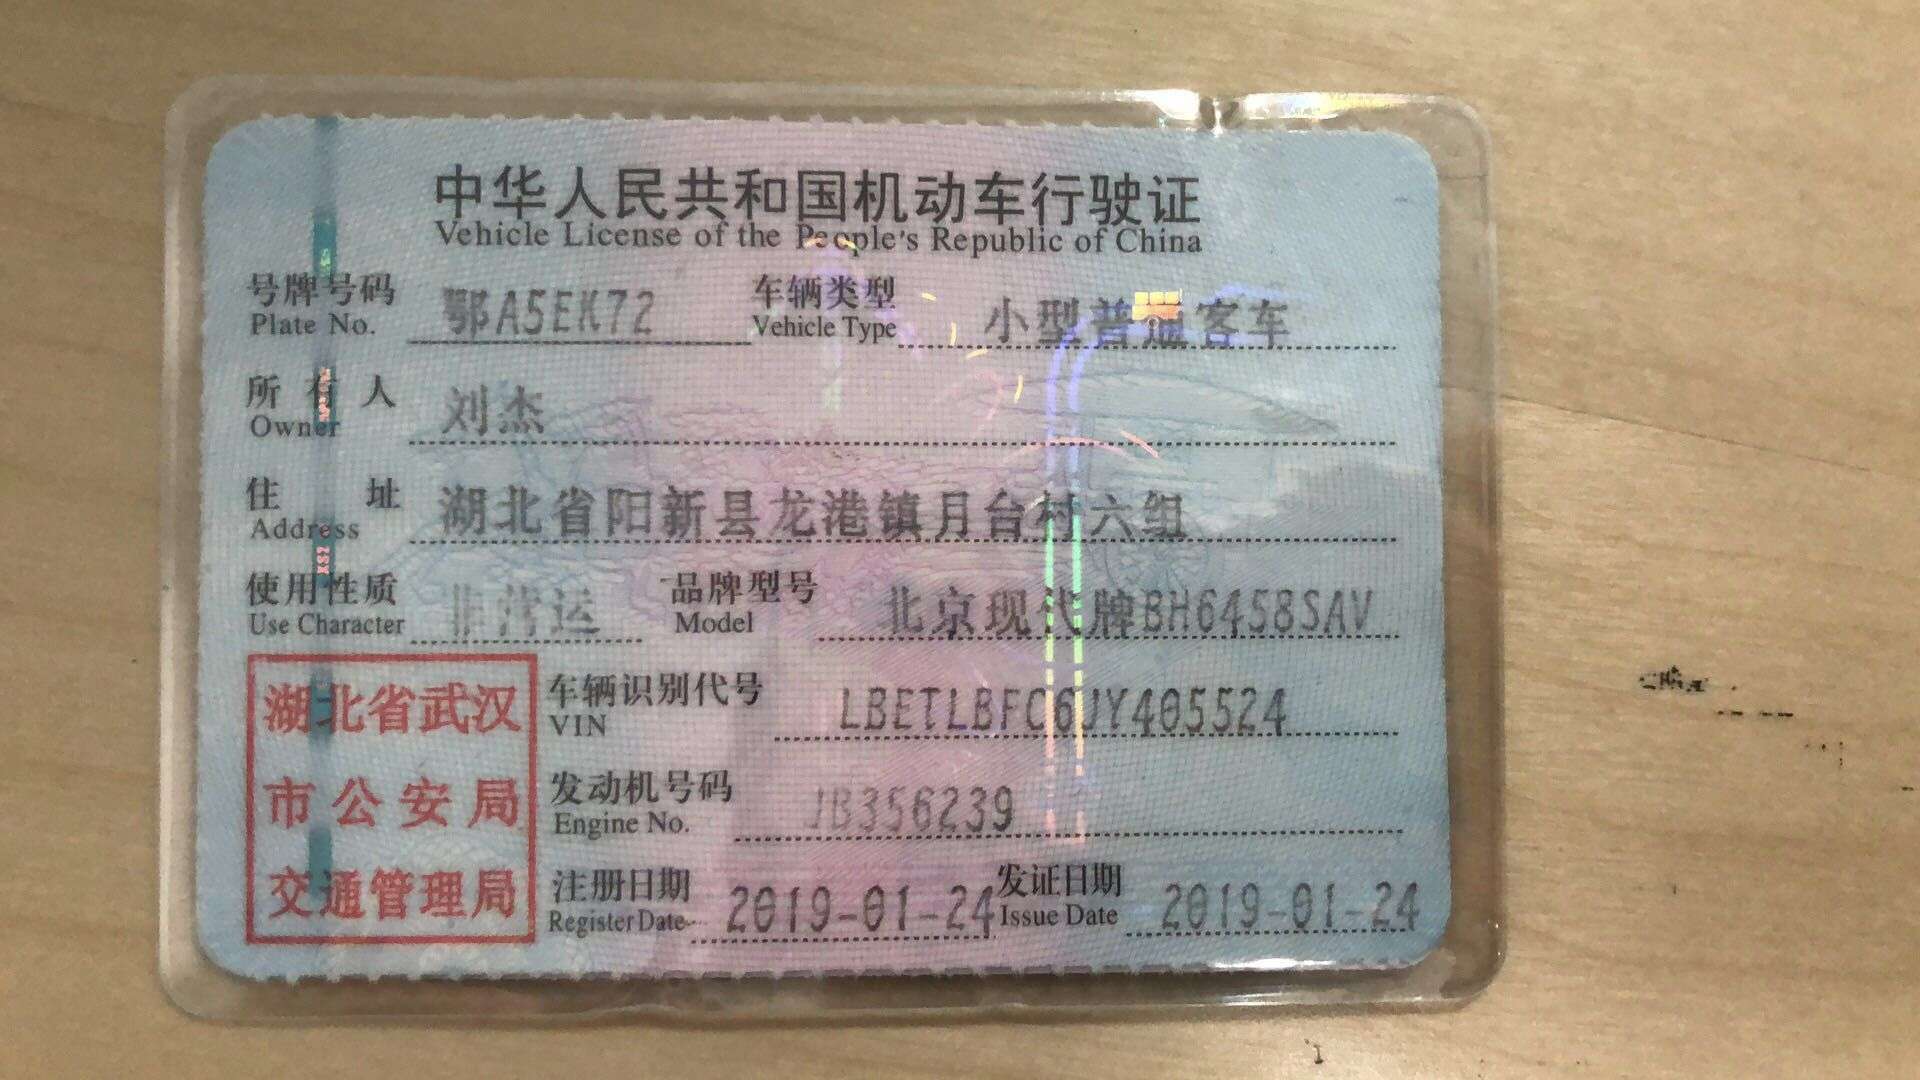 中华人民共和国机动车行驶证
Vehicle License of the People's Republic of China
号牌号码 鄂A5EK72 车辆类型 小型普通客车
Plate No. Vehicle Type
所有人 刘杰
Owner
住址 湖北省阳新县龙港镇月台村六组
Address
使用性质 非营运 品牌型号 北京现代牌BH6458SAV
Use Character Model
湖北省武汉
市公安局
交通管理局
车辆识别代号 LBETLBFC6JY405524
VIN
发动机号码 JB356239
Engine No.
注册日期 2019-01-24 发证日期 2019-01-24
Register Date Issue Date